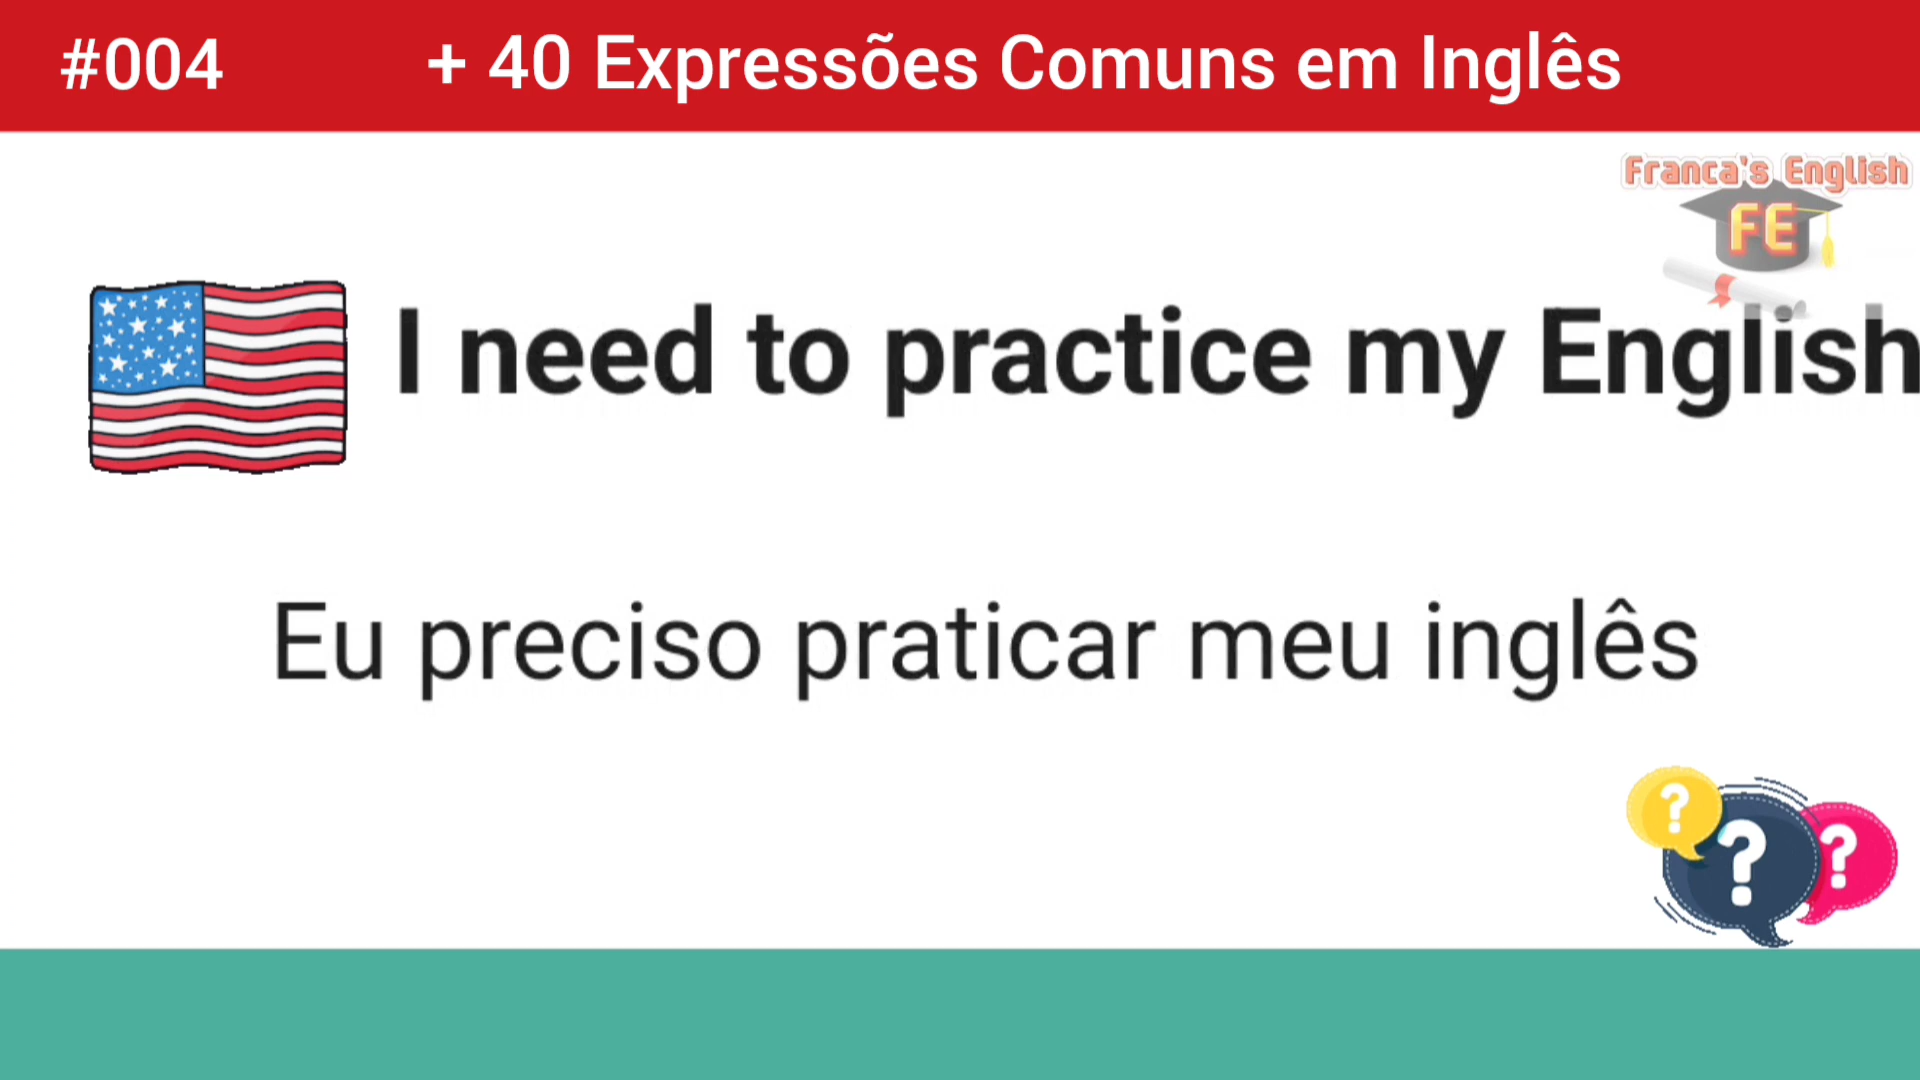 #004 + 40 Expressões Comuns em Inglês
Franca's English
FE
I need to practice my English
Eu preciso praticar meu inglês
? ? ?